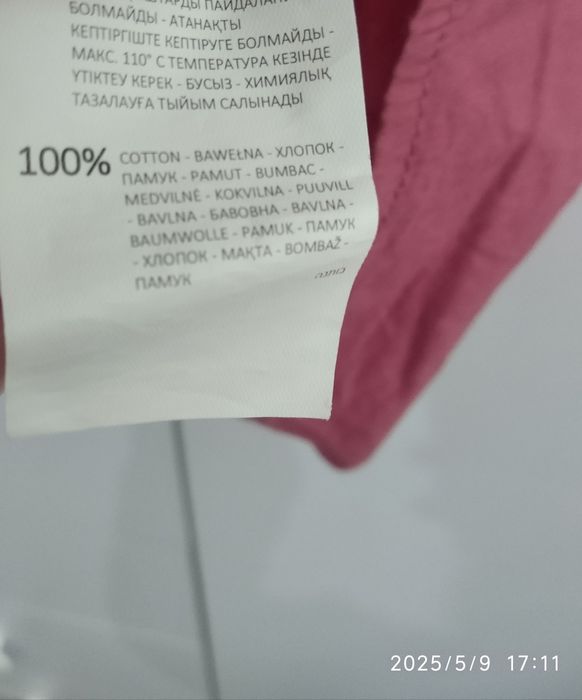 ПАЙДАЛАН
БОЛМАЙДЫ - АТАНАҚТЫ
КЕПТІРГІШТЕ КЕПТІРУГЕ БОЛМАЙДЫ -
МАКС. 110° С ТЕМПЕРАТУРА КЕЗІНДЕ
ҮТІКТЕУ КЕРЕК - БУСЫЗ - ХИМИЯЛЫҚ
ТАЗАЛАУҒА ТЫЙЫМ САЛЫНАДЫ
100% COTTON - BAWEŁNA - ХЛОПОК -
ПАМУК - PAMUT - BUMBAC -
MEDVILNĖ - KOKVILNA - PUUVILL
- BAVLNA - БАВОВНА - BAVLNA -
BAUMWOLLE - PAMUK - ПАМУК
- ХЛОПОК - МАҚТА - BOMBAŽ -
ПАМУК כותנה
2025/5/9 17:11